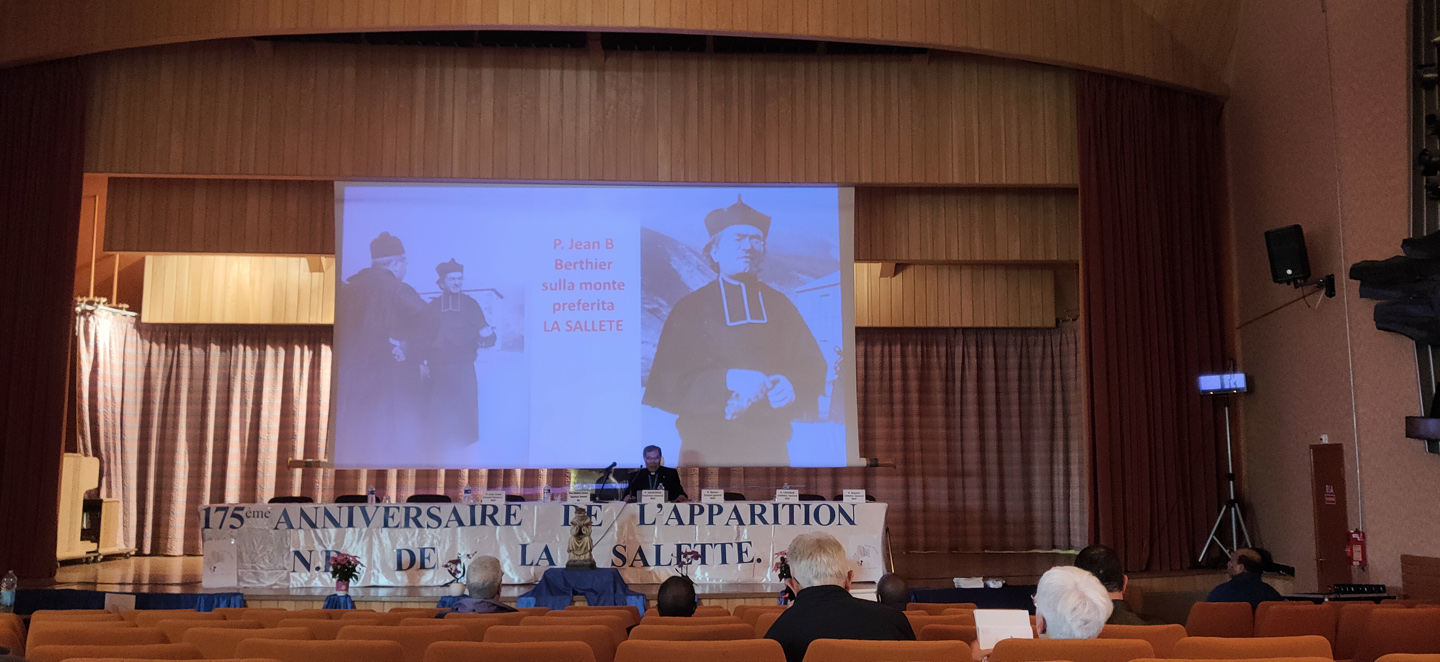 P. Jean B
Berthier
sulla monte
preferita
LA SALLETE
175ème ANNIVERSAIRE DE L'APPARITION
DE LA SALETTE.